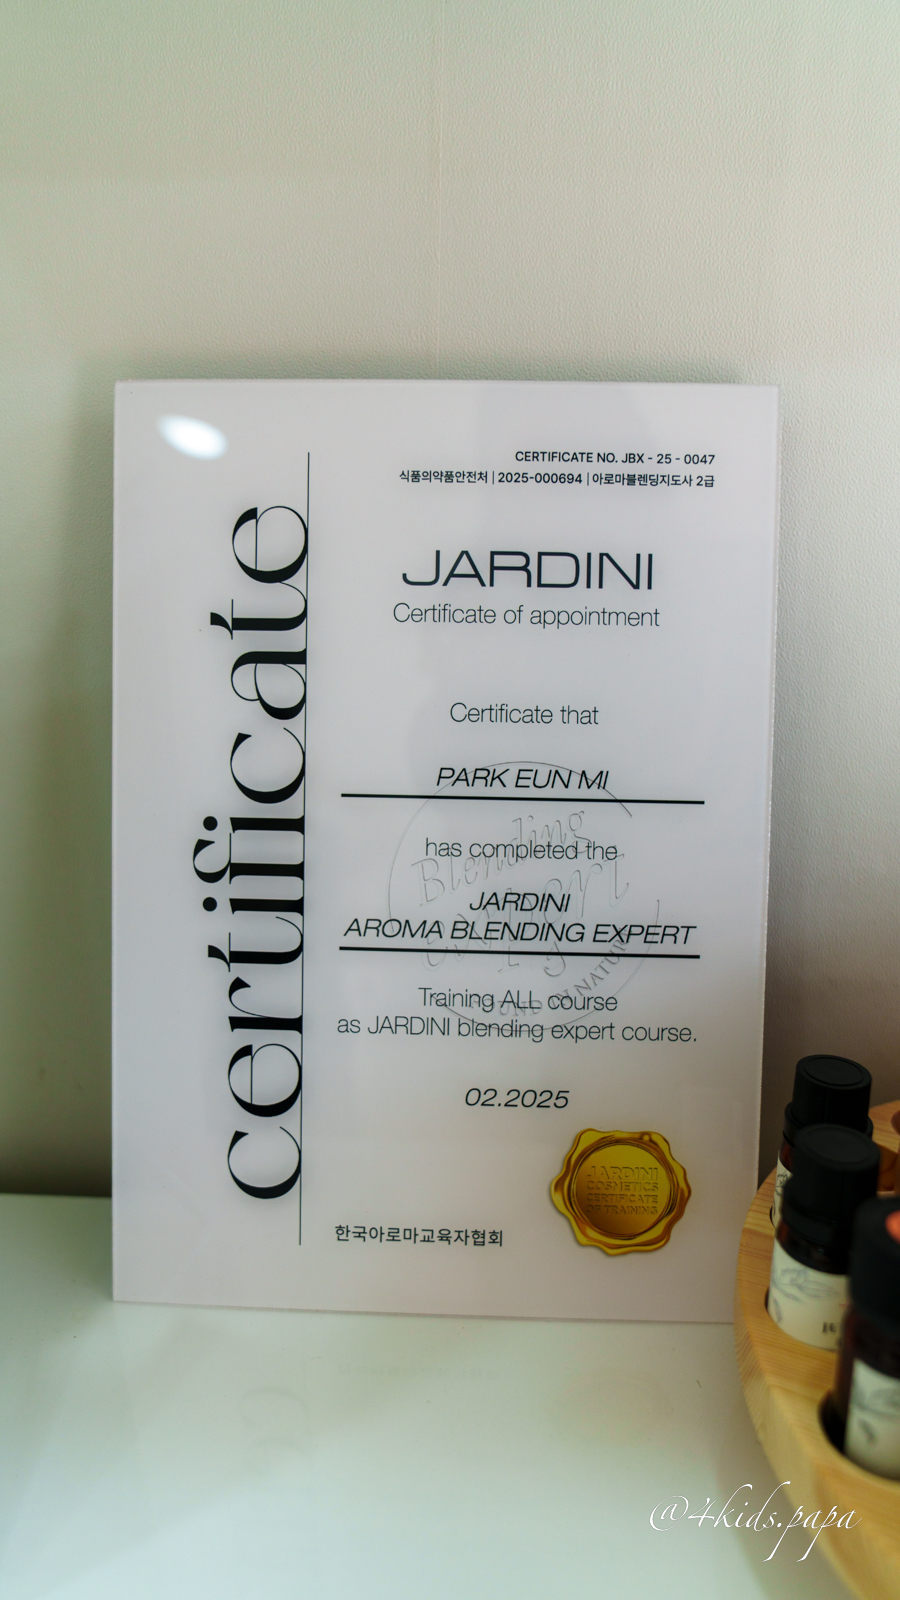 CERTIFICATE NO. JBX - 25 - 0047
식품의약품안전처 | 2025-000694 | 아로마블렌딩지도사 2급
certificate
JARDINI
Certificate of appointment
Certificate that
PARK EUN MI
has completed the
JARDINI
AROMA BLENDING EXPERT
Blending
Expert
Training ALL course
as JARDINI blending expert course.
02.2025
JARDINI
COSMETICS
CERTIFICATE
OF TRAINING
한국아로마교육자협회
@4kids.papa